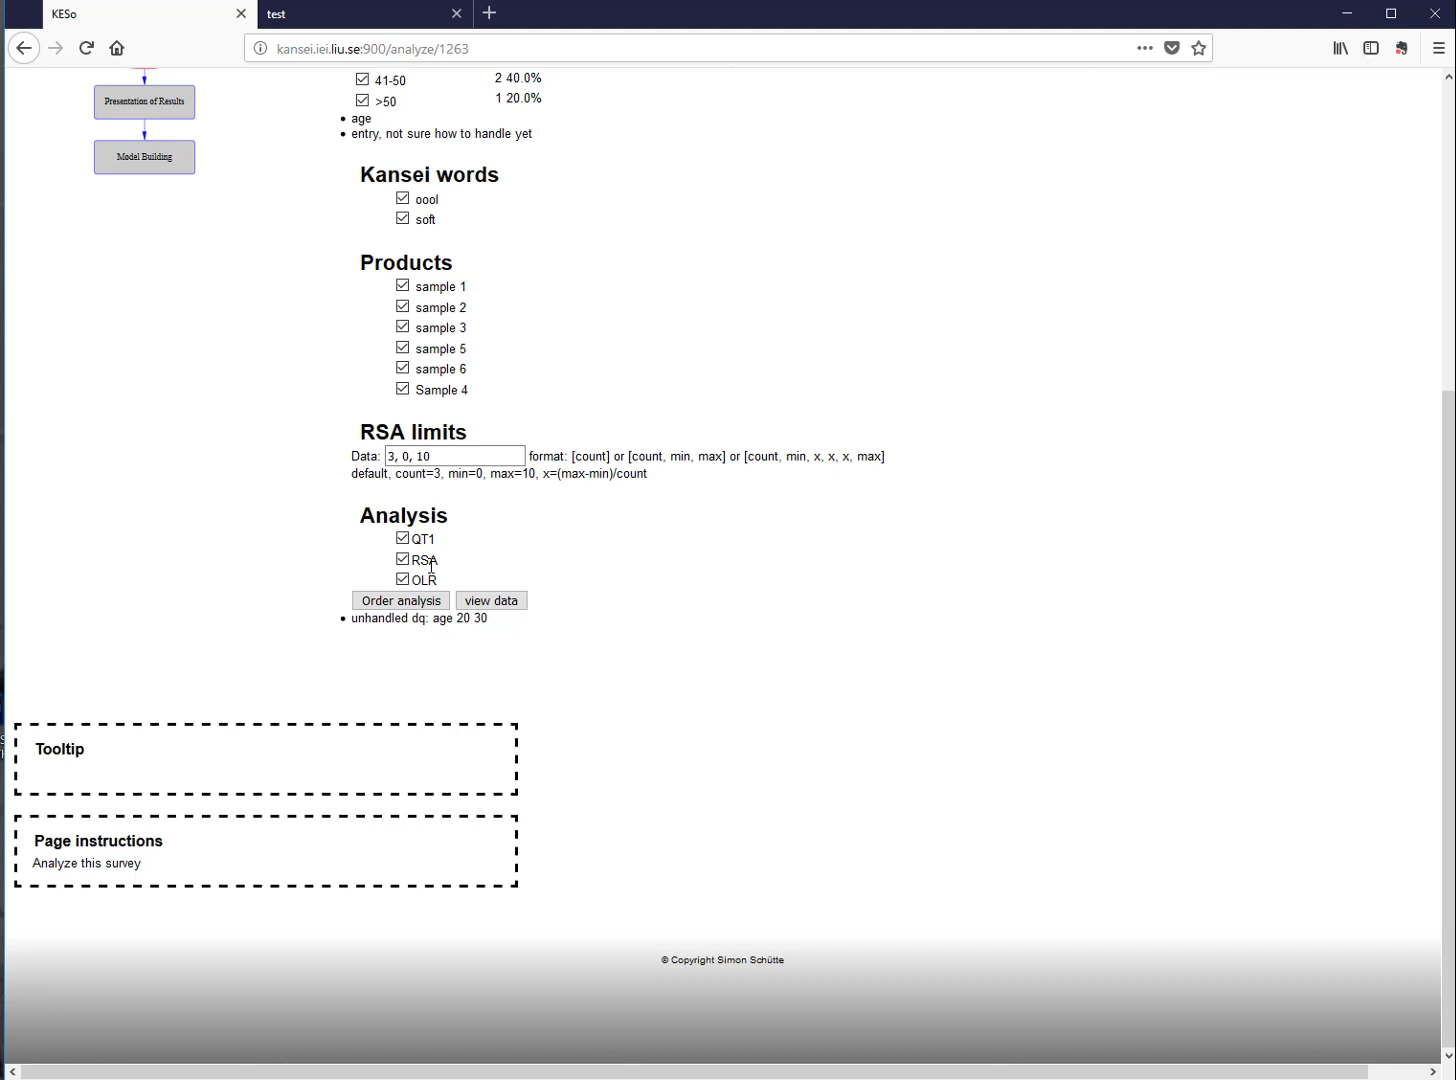 KESo
test
kansei.iei.liu.se:900/analyze/1263
Presentation of Results
Model Building
41-50 2 40.0%
>50 1 20.0%
age
entry, not sure how to handle yet
Kansei words
oool
soft
Products
sample 1
sample 2
sample 3
sample 5
sample 6
Sample 4
RSA limits
Data: 3, 0, 10 format: [count] or [count, min, max] or [count, min, x, x, x, max]
default, count=3, min=0, max=10, x=(max-min)/count
Analysis
QT1
RSA
OLR
Order analysis view data
unhandled dq: age 20 30
Tooltip
Page instructions
Analyze this survey
© Copyright Simon Schütte